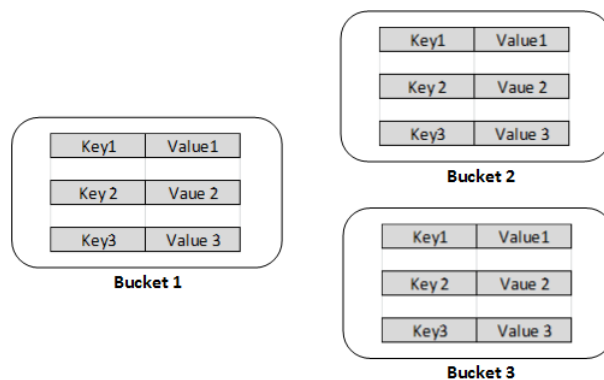 Key1 Value1
Key 2 Vaue 2
Key3 Value 3
Bucket 1
Key1 Value1
Key 2 Vaue 2
Key3 Value 3
Bucket 2
Key1 Value1
Key 2 Vaue 2
Key3 Value 3
Bucket 3